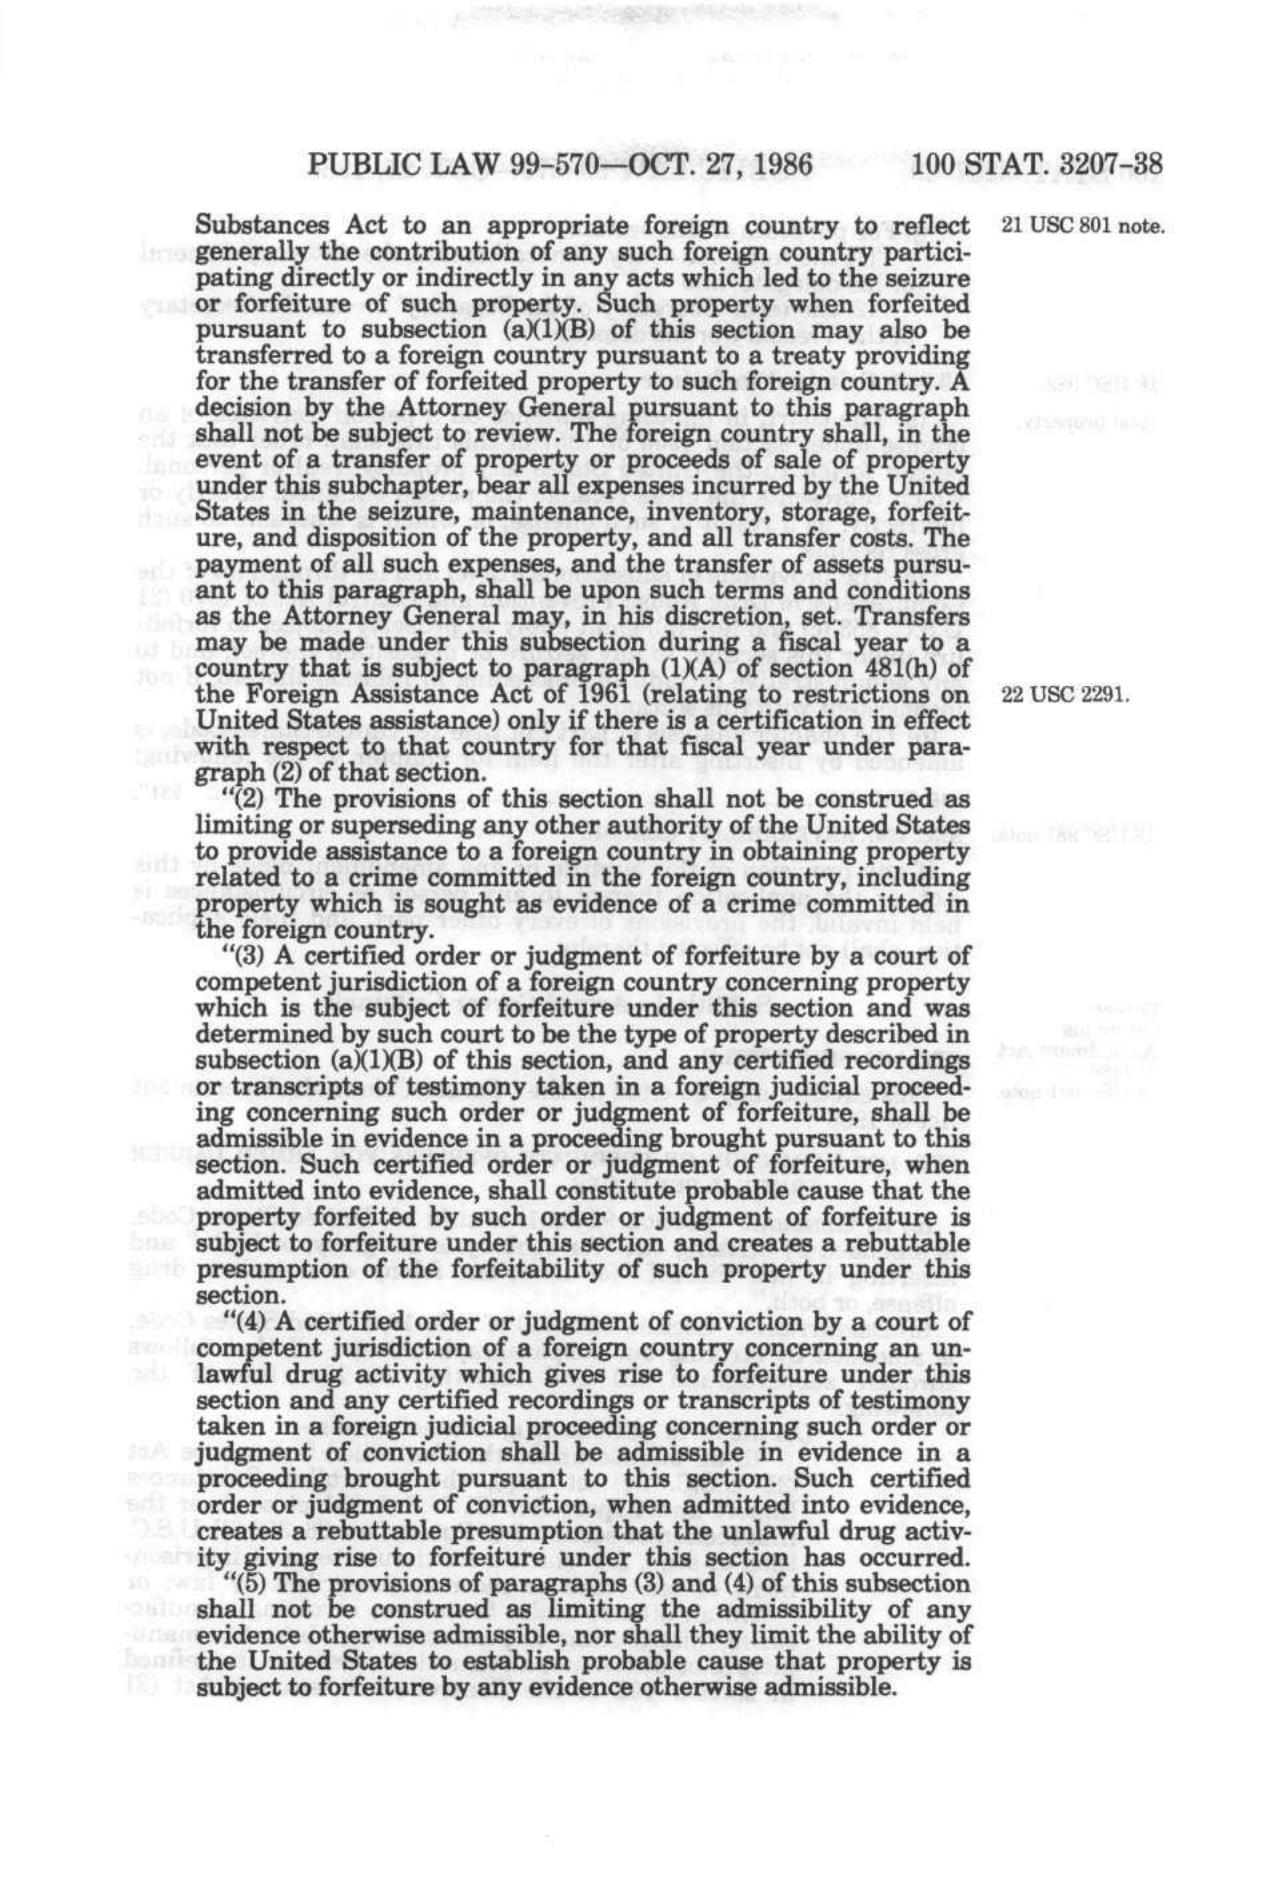 PUBLIC LAW 99-570—OCT. 27, 1986 100 STAT. 3207-38
Substances Act to an appropriate foreign country to reflect 21 USC 801 note.
generally the contribution of any such foreign country partici-
pating directly or indirectly in any acts which led to the seizure
or forfeiture of such property. Such property when forfeited
pursuant to subsection (a)(1)(B) of this section may also be
transferred to a foreign country pursuant to a treaty providing
for the transfer of forfeited property to such foreign country. A
decision by the Attorney General pursuant to this paragraph
shall not be subject to review. The foreign country shall, in the
event of a transfer of property or proceeds of sale of property
under this subchapter, bear all expenses incurred by the United
States in the seizure, maintenance, inventory, storage, forfeit-
ure, and disposition of the property, and all transfer costs. The
payment of all such expenses, and the transfer of assets pursu-
ant to this paragraph, shall be upon such terms and conditions
as the Attorney General may, in his discretion, set. Transfers
may be made under this subsection during a fiscal year to a
country that is subject to paragraph (1)(A) of section 481(h) of
the Foreign Assistance Act of 1961 (relating to restrictions on 22 USC 2291.
United States assistance) only if there is a certification in effect
with respect to that country for that fiscal year under para-
graph (2) of that section.
"(2) The provisions of this section shall not be construed as
limiting or superseding any other authority of the United States
to provide assistance to a foreign country in obtaining property
related to a crime committed in the foreign country, including
property which is sought as evidence of a crime committed in
the foreign country.
"(3) A certified order or judgment of forfeiture by a court of
competent jurisdiction of a foreign country concerning property
which is the subject of forfeiture under this section and was
determined by such court to be the type of property described in
subsection (a)(1)(B) of this section, and any certified recordings
or transcripts of testimony taken in a foreign judicial proceed-
ing concerning such order or judgment of forfeiture, shall be
admissible in evidence in a proceeding brought pursuant to this
section. Such certified order or judgment of forfeiture, when
admitted into evidence, shall constitute probable cause that the
property forfeited by such order or judgment of forfeiture is
subject to forfeiture under this section and creates a rebuttable
presumption of the forfeitability of such property under this
section.
"(4) A certified order or judgment of conviction by a court of
competent jurisdiction of a foreign country concerning an un-
lawful drug activity which gives rise to forfeiture under this
section and any certified recordings or transcripts of testimony
taken in a foreign judicial proceeding concerning such order or
judgment of conviction shall be admissible in evidence in a
proceeding brought pursuant to this section. Such certified
order or judgment of conviction, when admitted into evidence,
creates a rebuttable presumption that the unlawful drug activ-
ity giving rise to forfeiture under this section has occurred.
"(5) The provisions of paragraphs (3) and (4) of this subsection
shall not be construed as limiting the admissibility of any
evidence otherwise admissible, nor shall they limit the ability of
the United States to establish probable cause that property is
subject to forfeiture by any evidence otherwise admissible.